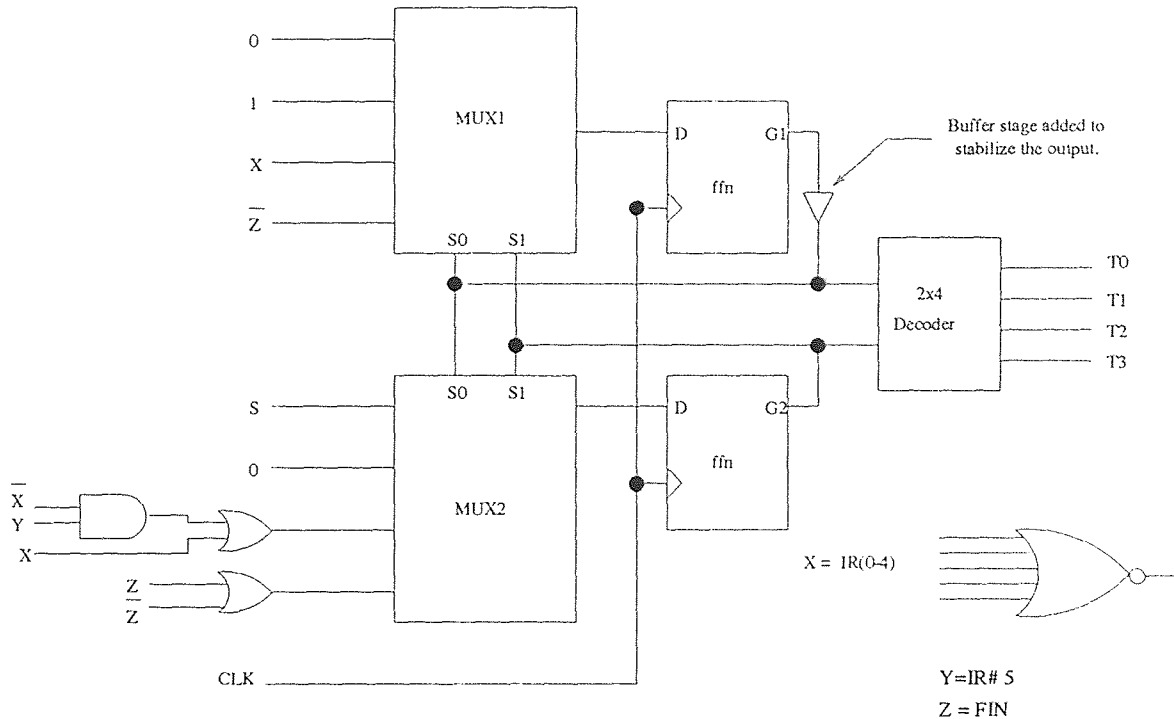 0
1
X
Z
MUX1
S0 S1
D G1
ffn
Buffer stage added to
stabilize the output.
2x4
Decoder
T0
T1
T2
T3
S
0
X
Y
X
Z
Z
S0 S1
MUX2
D G2
ffn
CLK
X = IR(0-4)
Y=IR# 5
Z = FIN